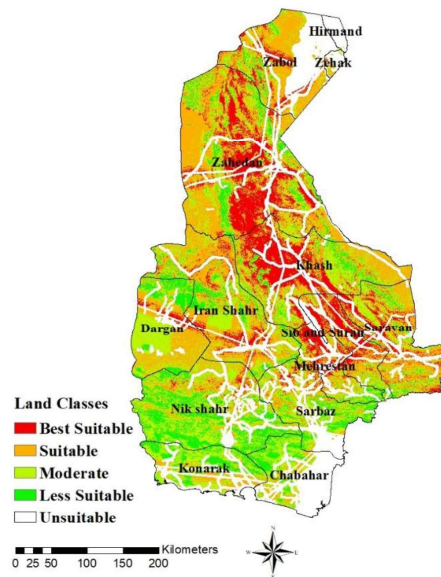 Hirmand
Zabol
Zehak
Zahedan
Khash
Iran Shahr
Dargan
Sib and Suran
Saravan
Mehrestan
Nik shahr
Sarbaz
Konarak
Chabahar
Land Classes
Best Suitable
Suitable
Moderate
Less Suitable
Unsuitable
0 25 50 100 150 200 Kilometers
N
W E
S